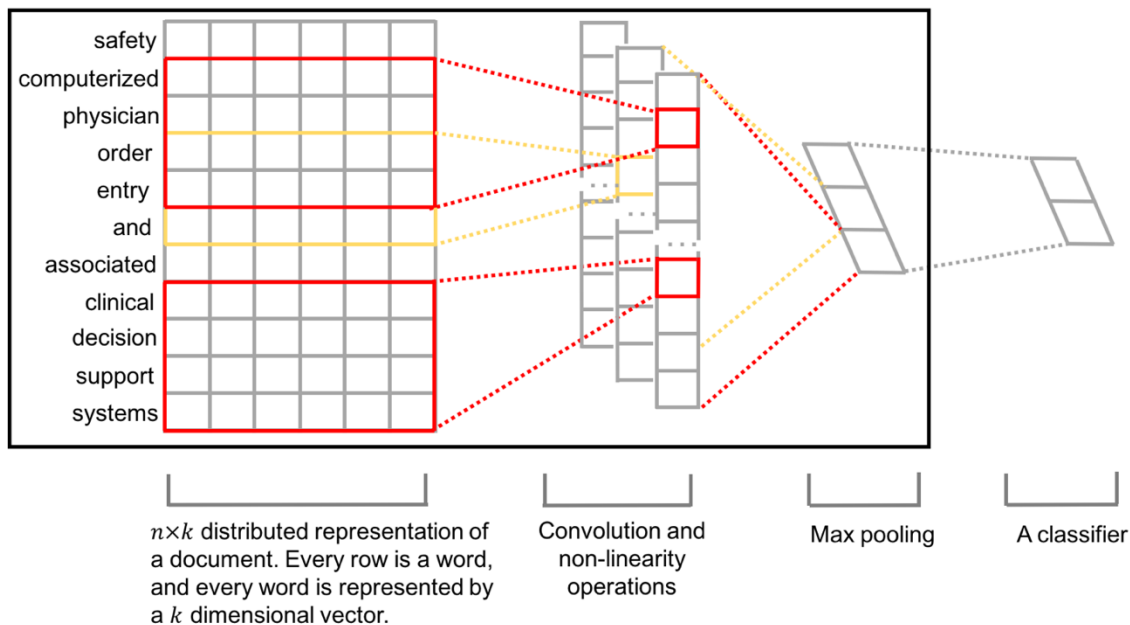 safety
computerized
physician
order
entry
and
associated
clinical
decision
support
systems
n×k distributed representation of
a document. Every row is a word,
and every word is represented by
a k dimensional vector.
Convolution and
non-linearity
operations
Max pooling
A classifier